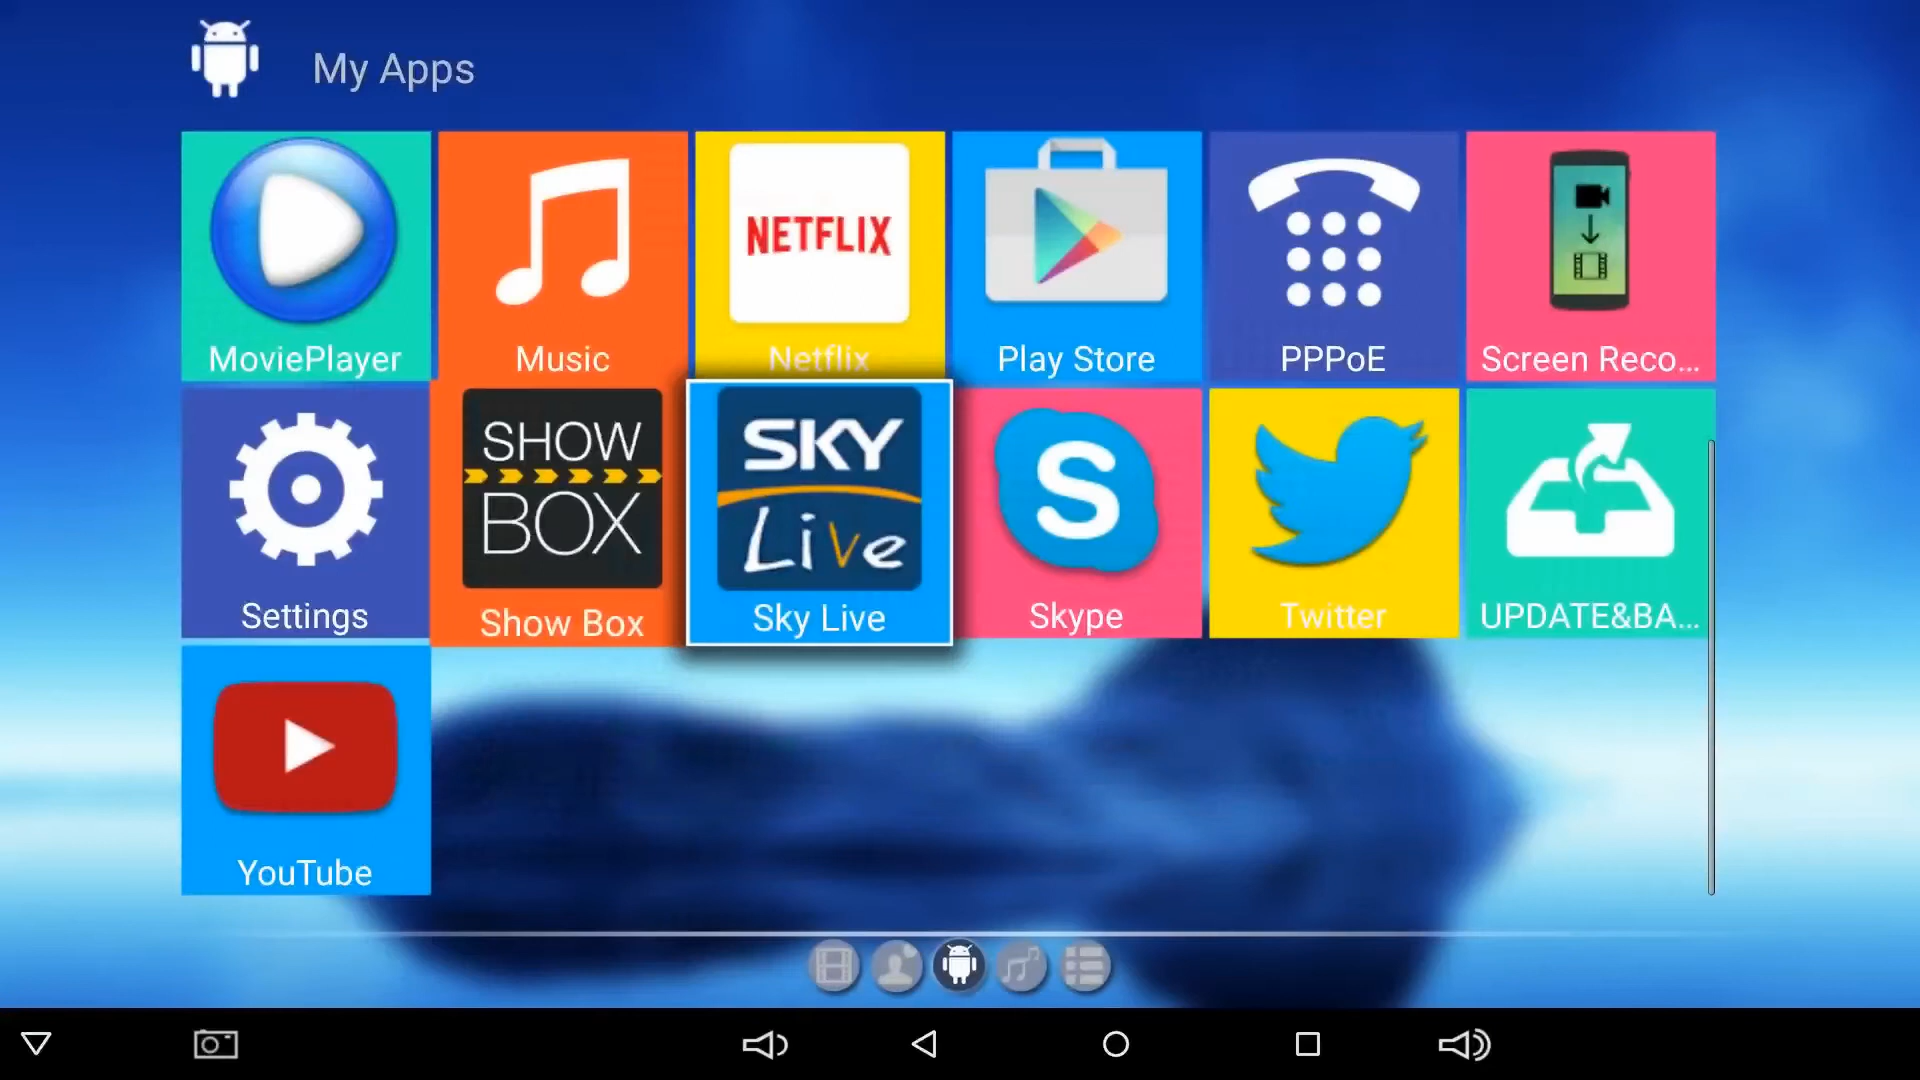 My Apps
NETFLIX
MoviePlayer
Music
Netflix
Play Store
PPPoE
Screen Reco...
SHOW
BOX
SKY
Live
S
Settings
Show Box
Sky Live
Skype
Twitter
UPDATE&BA...
YouTube